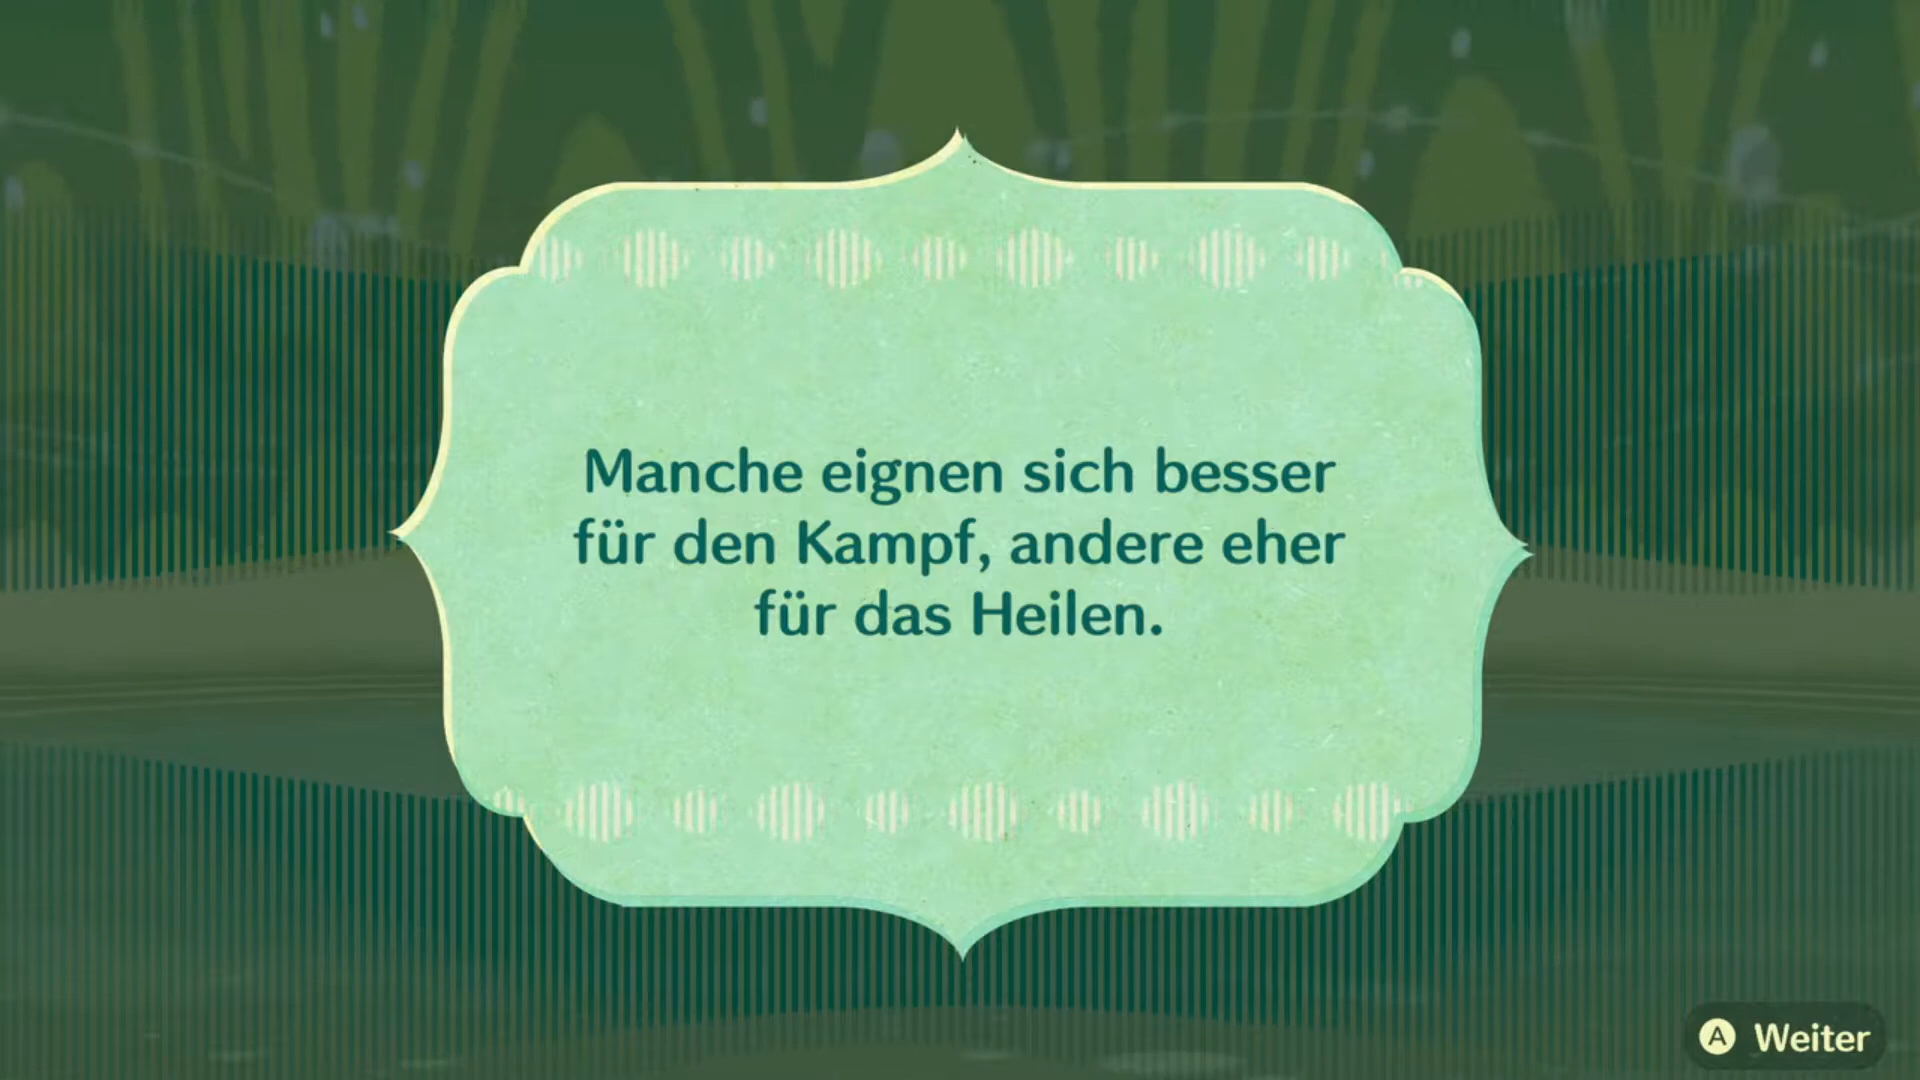 Manche eignen sich besser
für den Kampf, andere eher
für das Heilen.
A Weiter